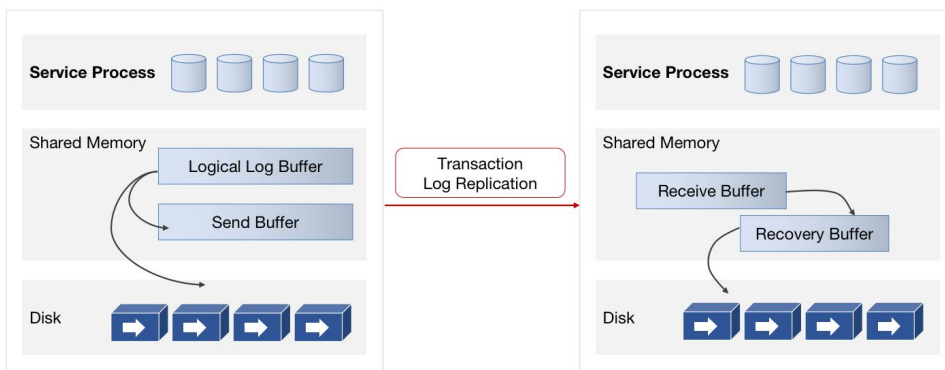 Service Process
Shared Memory
Logical Log Buffer
Send Buffer
Disk
Transaction
Log Replication
Service Process
Shared Memory
Receive Buffer
Recovery Buffer
Disk